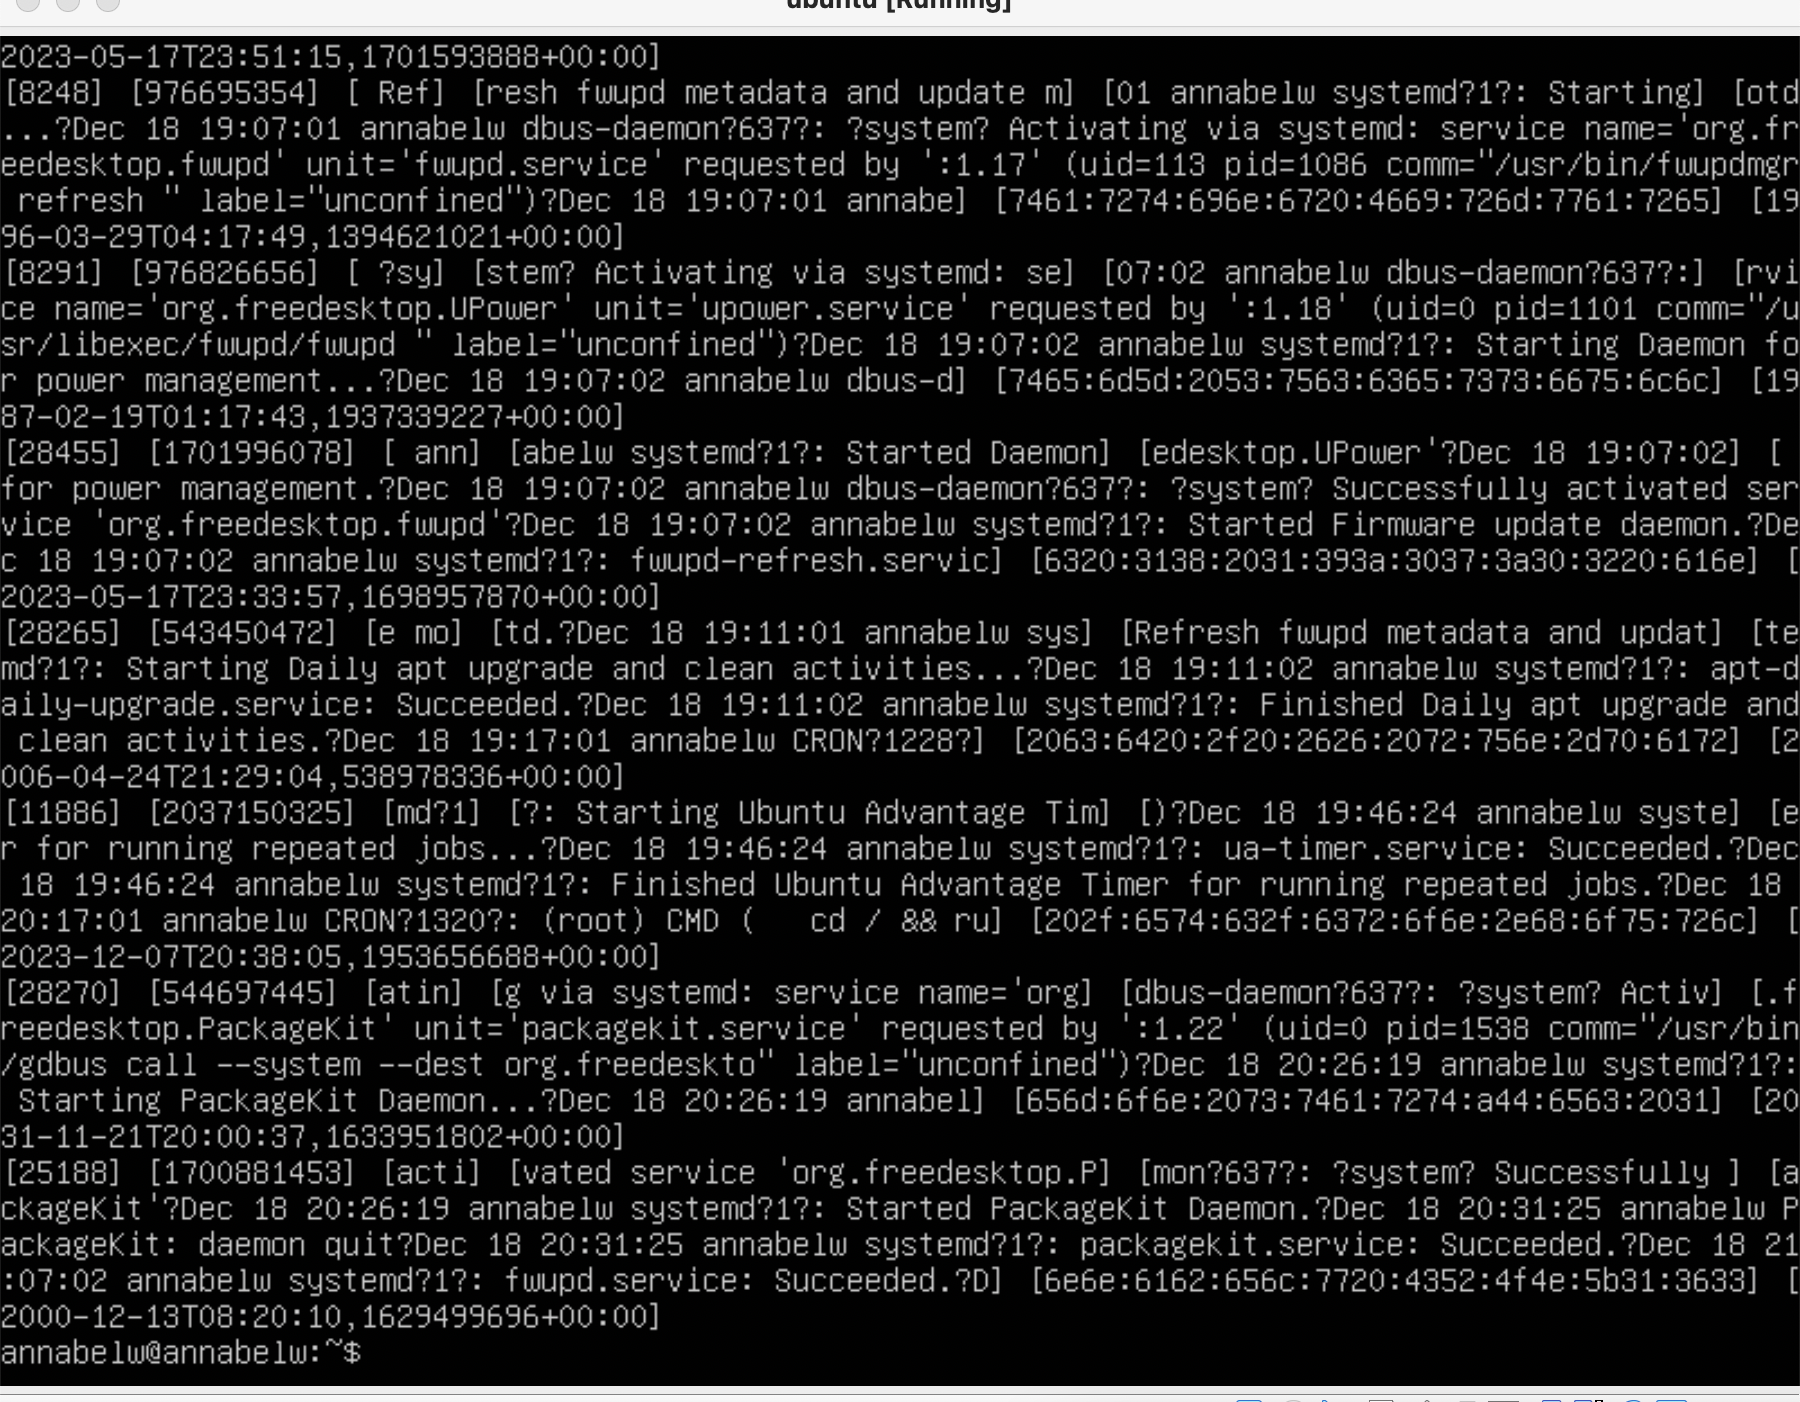 ubuntu [Running]
2023-05-17T23:51:15,1701593888+00:00]
[8248] [976695354] [ Ref] [resh fwupd metadata and update m] [01 annabelw systemd?1?: Starting] [otd
...?Dec 18 19:07:01 annabelw dbus-daemon?637?: ?system? Activating via systemd: service name='org.fr
eedesktop.fwupd' unit='fwupd.service' requested by ':1.17' (uid=113 pid=1086 comm="/usr/bin/fwupdmgr
 refresh " label="unconfined")?Dec 18 19:07:01 annabe] [7461:7274:696e:6720:4669:726d:7761:7265] [19
96-03-29T04:17:49,1394621021+00:00]
[8291] [976826656] [ ?sy] [stem? Activating via systemd: se] [07:02 annabelw dbus-daemon?637?:] [rvi
ce name='org.freedesktop.UPower' unit='upower.service' requested by ':1.18' (uid=0 pid=1101 comm="/u
sr/libexec/fwupd/fwupd " label="unconfined")?Dec 18 19:07:02 annabelw systemd?1?: Starting Daemon fo
r power management...?Dec 18 19:07:02 annabelw dbus-d] [7465:6d5d:2053:7563:6365:7373:6675:6c6c] [19
87-02-19T01:17:43,1937339227+00:00]
[28455] [1701996078] [ ann] [abelw systemd?1?: Started Daemon] [edesktop.UPower'?Dec 18 19:07:02] [
for power management.?Dec 18 19:07:02 annabelw dbus-daemon?637?: ?system? Successfully activated ser
vice 'org.freedesktop.fwupd'?Dec 18 19:07:02 annabelw systemd?1?: Started Firmware update daemon.?De
c 18 19:07:02 annabelw systemd?1?: fwupd-refresh.servic] [6320:3138:2031:393a:3037:3a30:3220:616e] [
2023-05-17T23:33:57,1698957870+00:00]
[28265] [543450472] [e mo] [td.?Dec 18 19:11:01 annabelw sys] [Refresh fwupd metadata and updat] [te
md?1?: Starting Daily apt upgrade and clean activities...?Dec 18 19:11:02 annabelw systemd?1?: apt-d
aily-upgrade.service: Succeeded.?Dec 18 19:11:02 annabelw systemd?1?: Finished Daily apt upgrade and
 clean activities.?Dec 18 19:17:01 annabelw CRON?1228?] [2063:6420:2f20:2626:2072:756e:2d70:6172] [2
006-04-24T21:29:04,538978336+00:00]
[11886] [2037150325] [md?1] [?: Starting Ubuntu Advantage Tim] [)?Dec 18 19:46:24 annabelw syste] [e
r for running repeated jobs...?Dec 18 19:46:24 annabelw systemd?1?: ua-timer.service: Succeeded.?Dec
 18 19:46:24 annabelw systemd?1?: Finished Ubuntu Advantage Timer for running repeated jobs.?Dec 18
20:17:01 annabelw CRON?1320?: (root) CMD (   cd / && ru] [202f:6574:632f:6372:6f6e:2e68:6f75:726c] [
2023-12-07T20:38:05,1953656688+00:00]
[28270] [544697445] [atin] [g via systemd: service name='org] [dbus-daemon?637?: ?system? Activ] [.f
reedesktop.PackageKit' unit='packagekit.service' requested by ':1.22' (uid=0 pid=1538 comm="/usr/bin
/gdbus call --system --dest org.freedeskto" label="unconfined")?Dec 18 20:26:19 annabelw systemd?1?:
 Starting PackageKit Daemon...?Dec 18 20:26:19 annabel] [656d:6f6e:2073:7461:7274:a44:6563:2031] [20
31-11-21T20:00:37,1633951802+00:00]
[25188] [1700881453] [acti] [vated service 'org.freedesktop.P] [mon?637?: ?system? Successfully ] [a
ckageKit'?Dec 18 20:26:19 annabelw systemd?1?: Started PackageKit Daemon.?Dec 18 20:31:25 annabelw P
ackageKit: daemon quit?Dec 18 20:31:25 annabelw systemd?1?: packagekit.service: Succeeded.?Dec 18 21
:07:02 annabelw systemd?1?: fwupd.service: Succeeded.?D] [6e6e:6162:656c:7720:4352:4f4e:5b31:3633] [
2000-12-13T08:20:10,1629499696+00:00]
annabelw@annabelw:~$